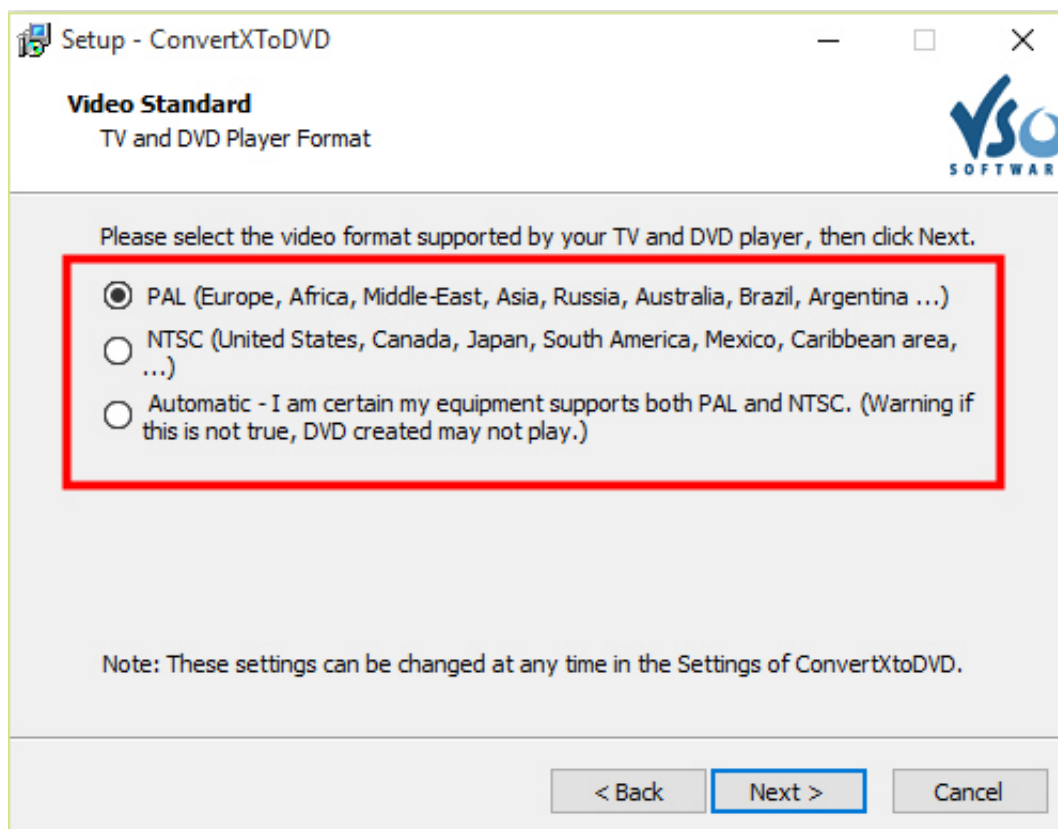 Setup - ConvertXToDVD
Video Standard
TV and DVD Player Format
VSO
SOFTWAR
Please select the video format supported by your TV and DVD player, then click Next.
PAL (Europe, Africa, Middle-East, Asia, Russia, Australia, Brazil, Argentina ...)
NTSC (United States, Canada, Japan, South America, Mexico, Caribbean area,
...)
Automatic - I am certain my equipment supports both PAL and NTSC. (Warning if
this is not true, DVD created may not play.)
Note: These settings can be changed at any time in the Settings of ConvertXtoDVD.
< Back Next > Cancel